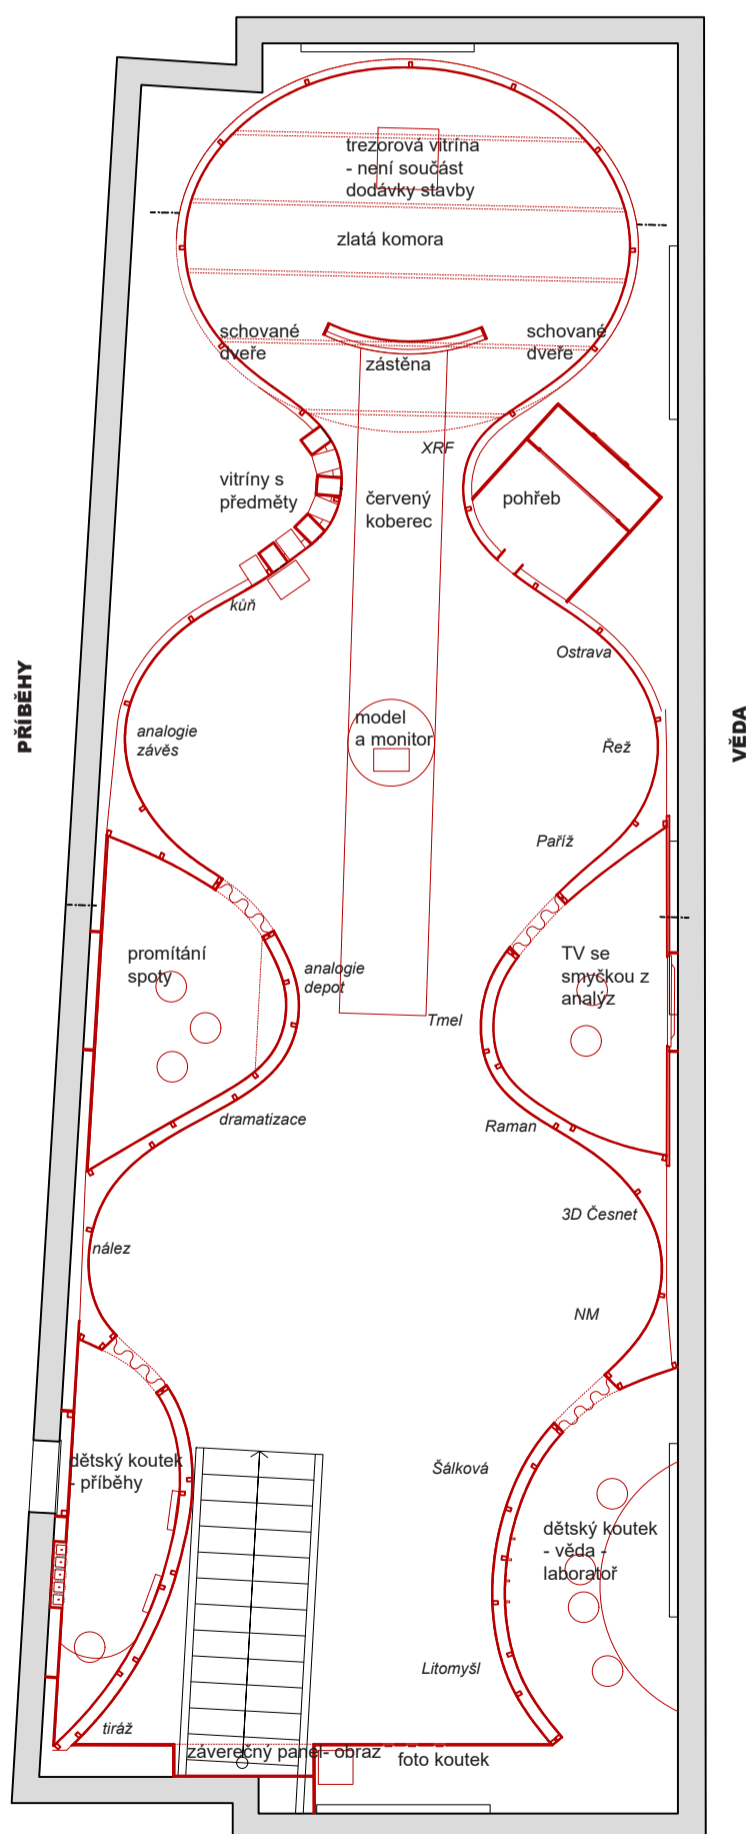 trezorová vitrína
- není součást
dodávky stavby
zlatá komora
schované
dveře
schované
dveře
zástěna
XRF
vitríny s
předměty
červený
koberec
pohřeb
kůň
Ostrava
PŘÍBĚHY
analogie
závěs
model
a monitor
Řež
VĚDA
Paříž
promítání
spoty
analogie
depot
TV se
smyčkou z
analýz
Tmel
dramatizace
Raman
3D Česnet
nález
NM
dětský koutek
- příběhy
Šálková
dětský koutek
- věda -
laboratoř
Litomyšl
tiráž
záverečný panel- obraz
foto koutek